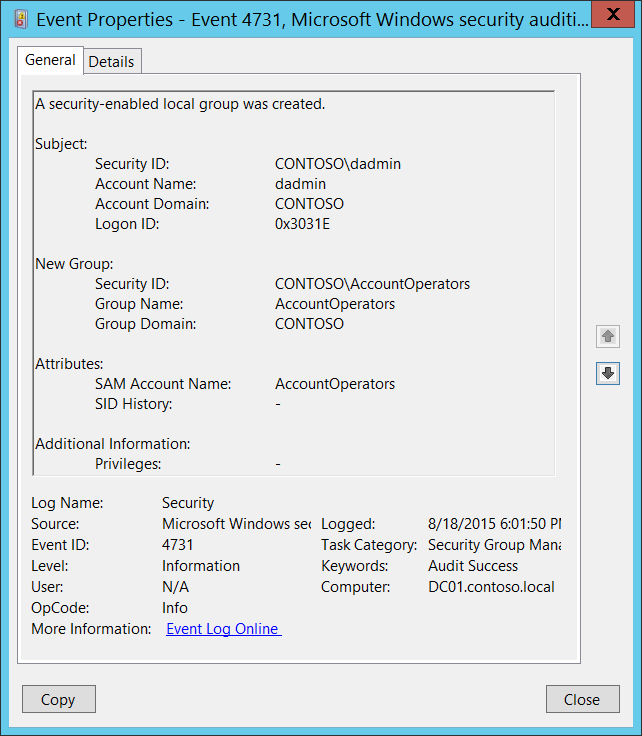 Event Properties - Event 4731, Microsoft Windows security auditi...
General Details
A security-enabled local group was created.
Subject:
Security ID: CONTOSO\dadmin
Account Name: dadmin
Account Domain: CONTOSO
Logon ID: 0x3031E
New Group:
Security ID: CONTOSO\AccountOperators
Group Name: AccountOperators
Group Domain: CONTOSO
Attributes:
SAM Account Name: AccountOperators
SID History: -
Additional Information:
Privileges: -
Log Name: Security
Source: Microsoft Windows sec Logged: 8/18/2015 6:01:50 PM
Event ID: 4731 Task Category: Security Group Mana
Level: Information Keywords: Audit Success
User: N/A Computer: DC01.contoso.local
OpCode: Info
More Information: Event Log Online
Copy Close